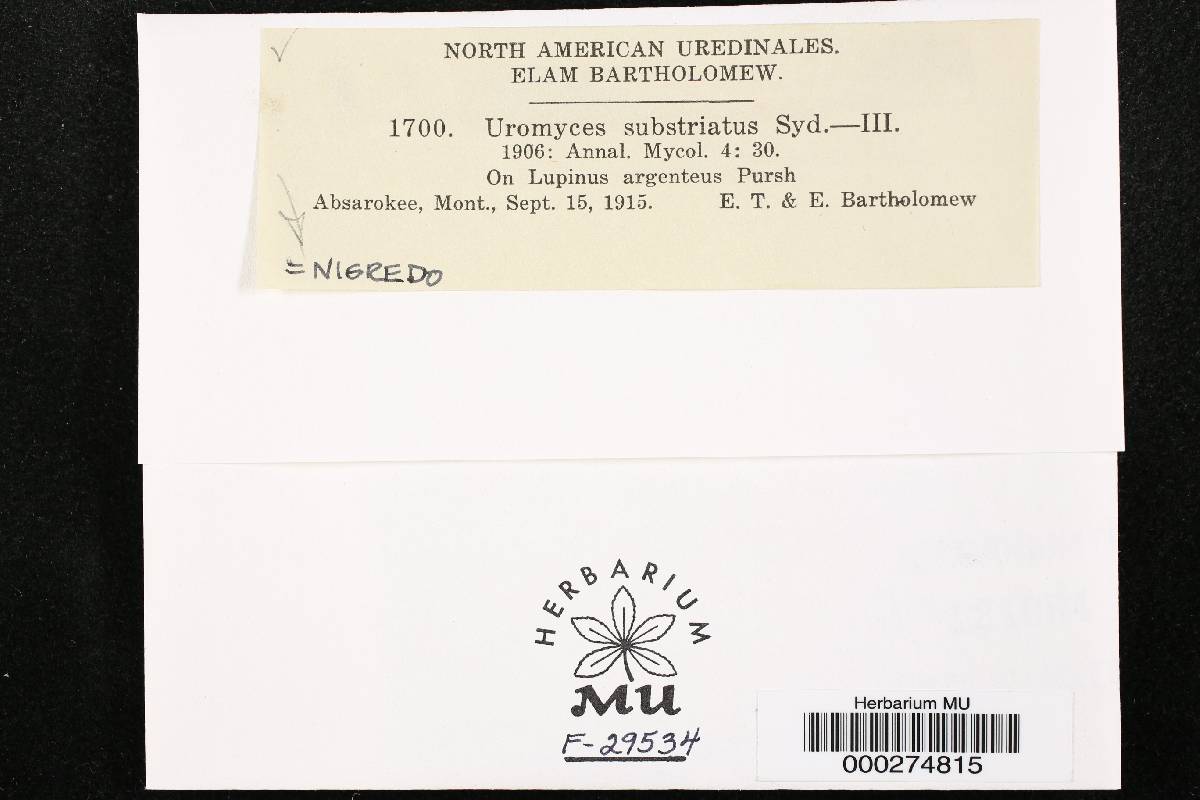 NORTH AMERICAN UREDINALES.
ELAM BARTHOLOMEW.
1700. Uromyces substriatus Syd.—III.
1906: Annal. Mycol. 4: 30.
On Lupinus argenteus Pursh
Absarokee, Mont., Sept. 15, 1915. E. T. & E. Bartholomew
= NIGREDO
HERBARIUM
MU
F-29534
Herbarium MU
000274815